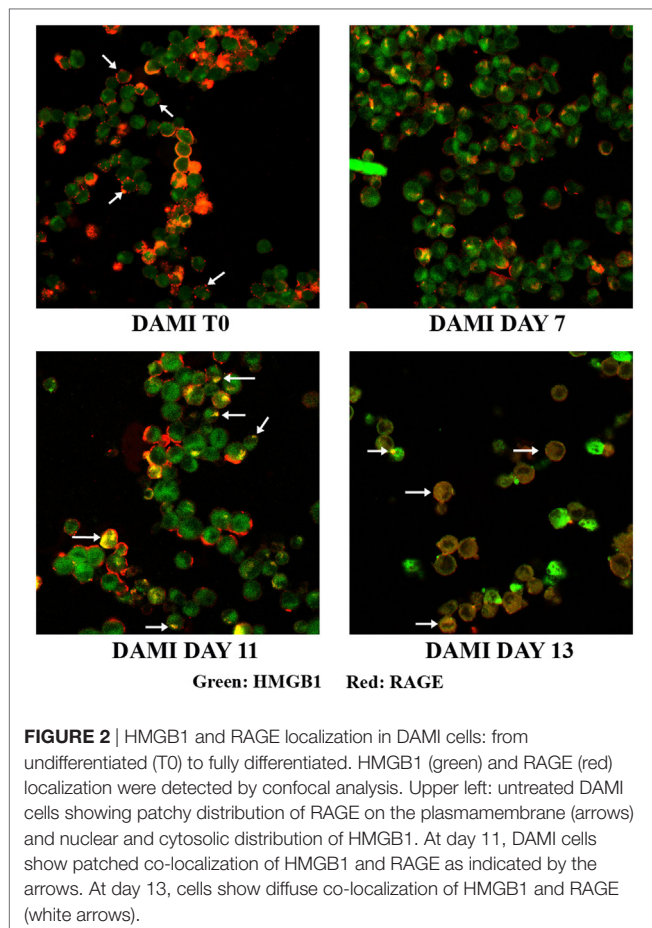 DAMI T0
DAMI DAY 7
DAMI DAY 11
DAMI DAY 13
Green: HMGB1 Red: RAGE
FIGURE 2 | HMGB1 and RAGE localization in DAMI cells: from
undifferentiated (T0) to fully differentiated. HMGB1 (green) and RAGE (red)
localization were detected by confocal analysis. Upper left: untreated DAMI
cells showing patchy distribution of RAGE on the plasmamembrane (arrows)
and nuclear and cytosolic distribution of HMGB1. At day 11, DAMI cells
show patched co-localization of HMGB1 and RAGE as indicated by the
arrows. At day 13, cells show diffuse co-localization of HMGB1 and RAGE
(white arrows).